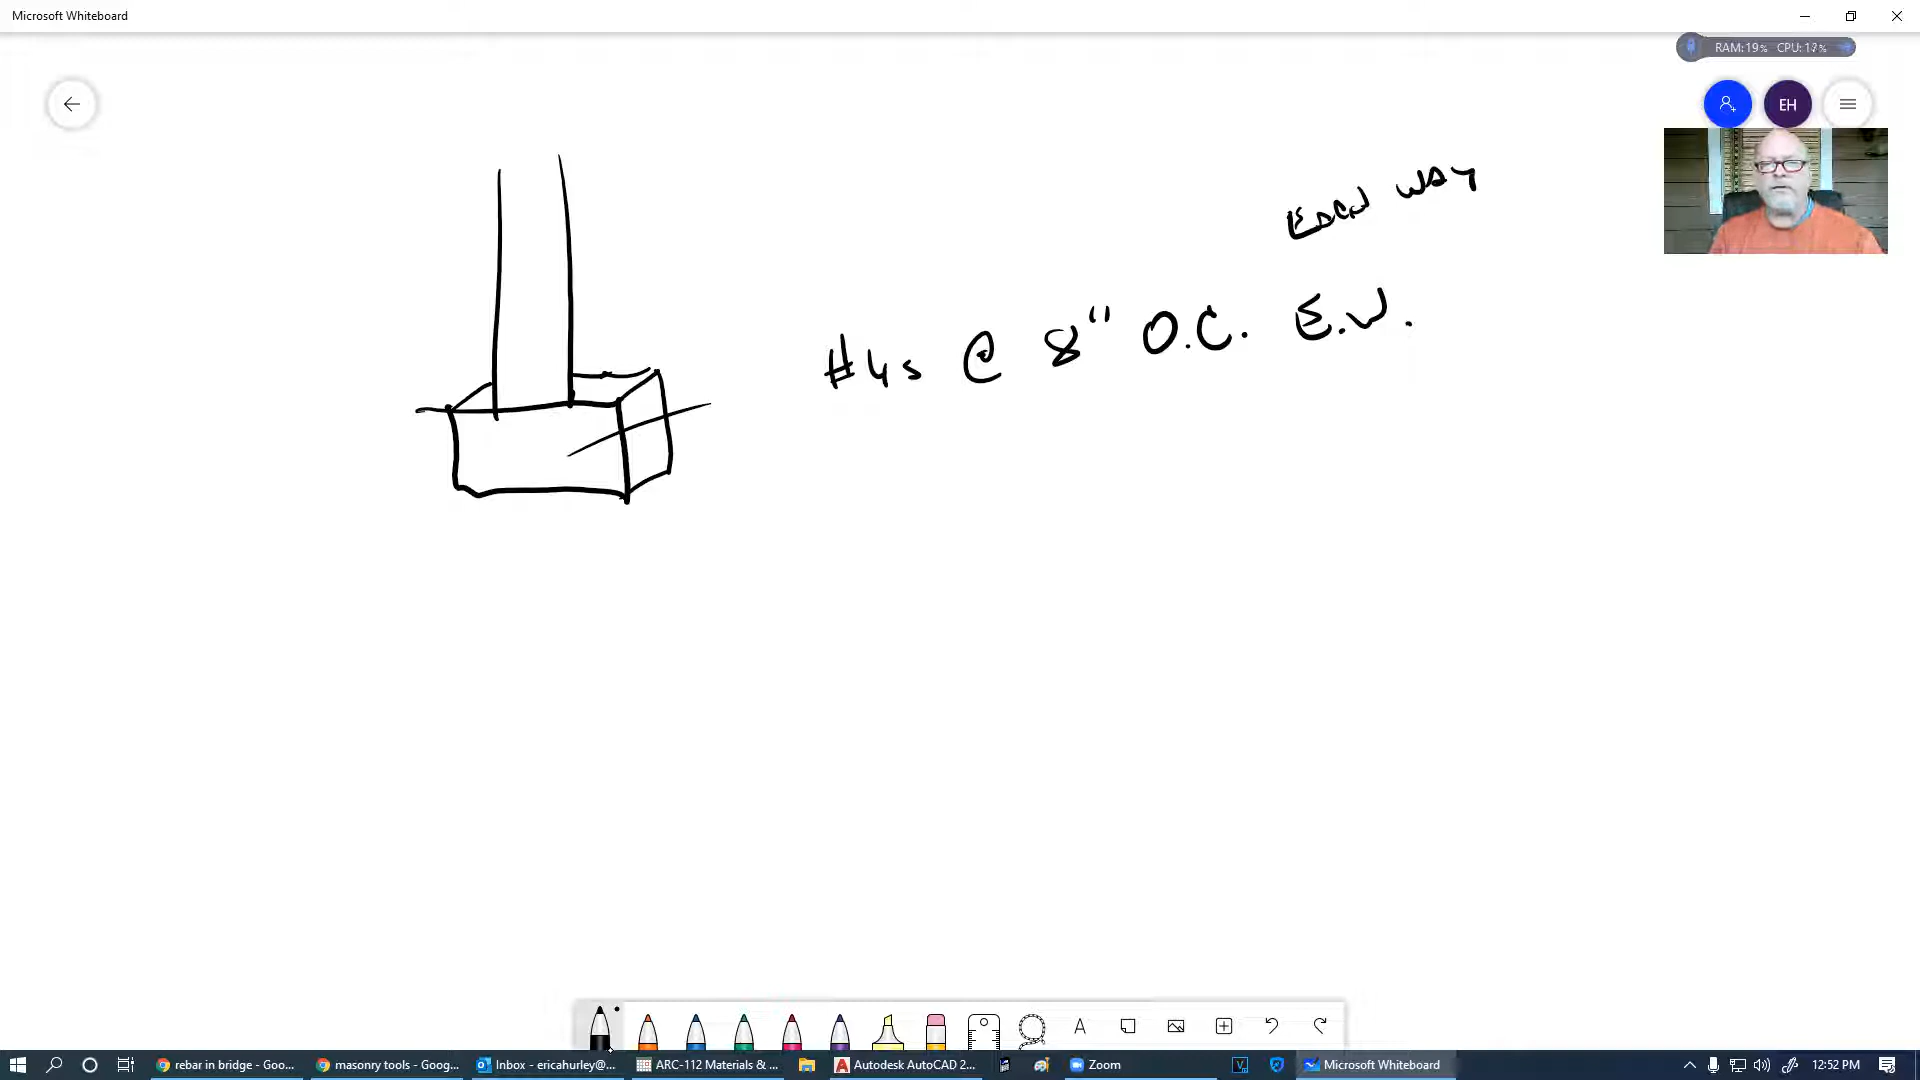 Microsoft Whiteboard
RAM:19% CPU:1?%
EH
EACH WAY
#4s @ 8" O.C. E.W.
A
rebar in bridge - Goo...
masonry tools - Goog...
Inbox - ericahurley@...
ARC-112 Materials & ...
Autodesk AutoCAD 2...
Zoom
Microsoft Whiteboard
12:52 PM